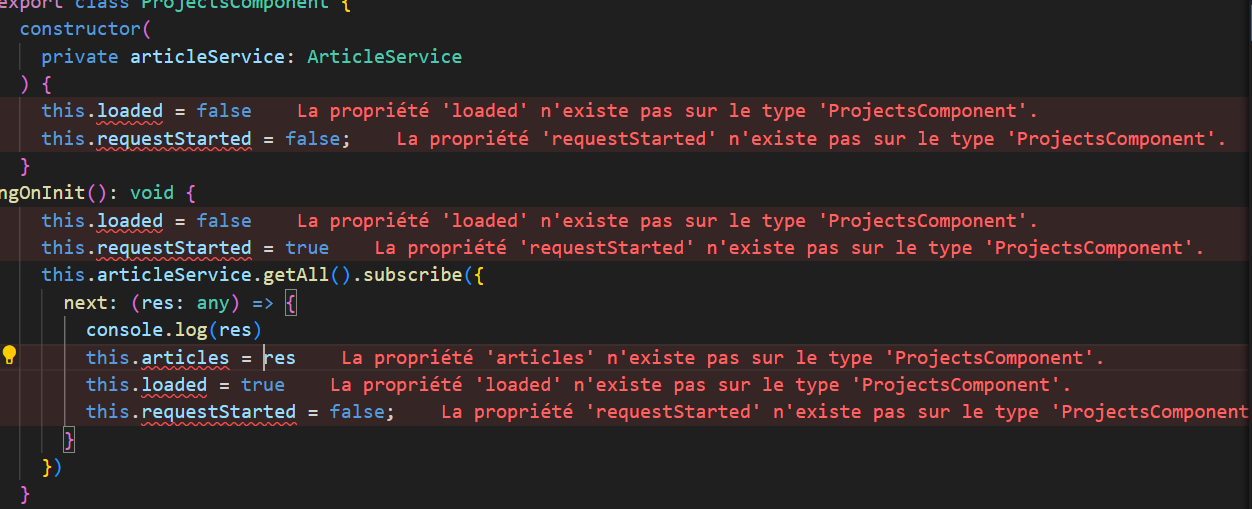 export class ProjectsComponent {
constructor(
private articleService: ArticleService
) {
this.loaded = false La propriété 'loaded' n'existe pas sur le type 'ProjectsComponent'.
this.requestStarted = false; La propriété 'requestStarted' n'existe pas sur le type 'ProjectsComponent'.
}
ngOnInit(): void {
this.loaded = false La propriété 'loaded' n'existe pas sur le type 'ProjectsComponent'.
this.requestStarted = true La propriété 'requestStarted' n'existe pas sur le type 'ProjectsComponent'.
this.articleService.getAll().subscribe({
next: (res: any) => {
console.log(res)
this.articles = res La propriété 'articles' n'existe pas sur le type 'ProjectsComponent'.
this.loaded = true La propriété 'loaded' n'existe pas sur le type 'ProjectsComponent'.
this.requestStarted = false; La propriété 'requestStarted' n'existe pas sur le type 'ProjectsComponent
}
})
}